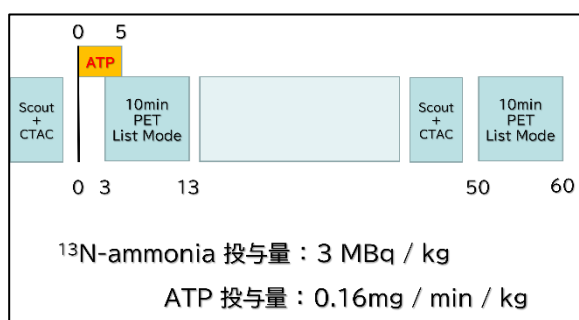 0 5
ATP
Scout
+
CTAC
10min
PET
List Mode
Scout
+
CTAC
10min
PET
List Mode
0 3 13 50 60
¹³N-ammonia 投与量：3 MBq / kg
ATP 投与量：0.16mg / min / kg